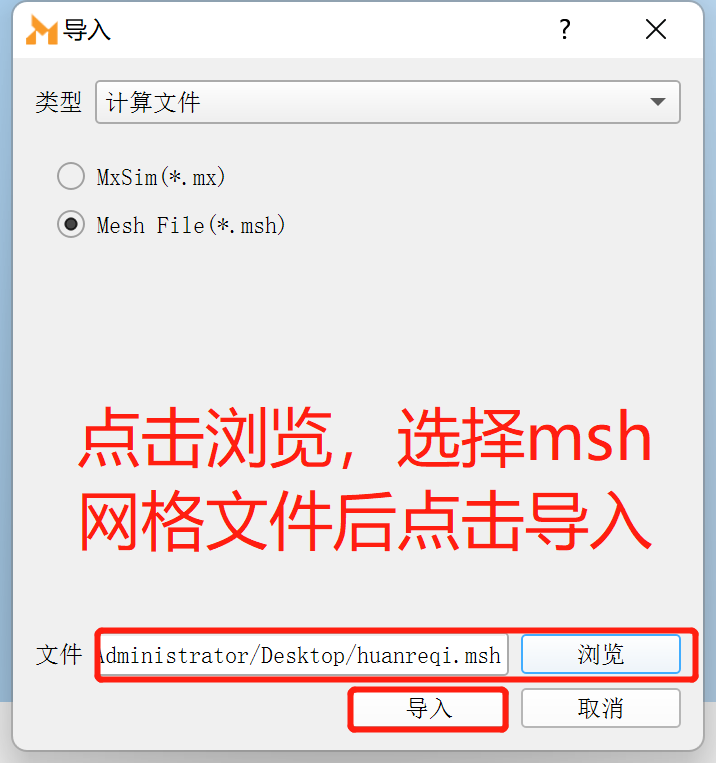 导入
类型 计算文件
MxSim(*.mx)
Mesh File(*.msh)
点击浏览，选择msh
网格文件后点击导入
文件 Administrator/Desktop/huanreqi.msh 浏览
导入 取消